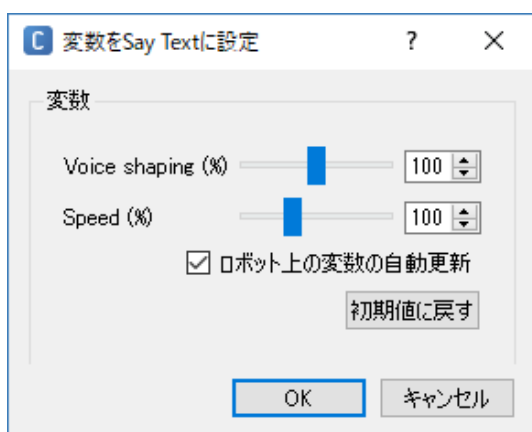 C 変数をSay Textに設定 ? ×
変数
Voice shaping (%) 100
Speed (%) 100
ロボット上の変数の自動更新
初期値に戻す
OK キャンセル